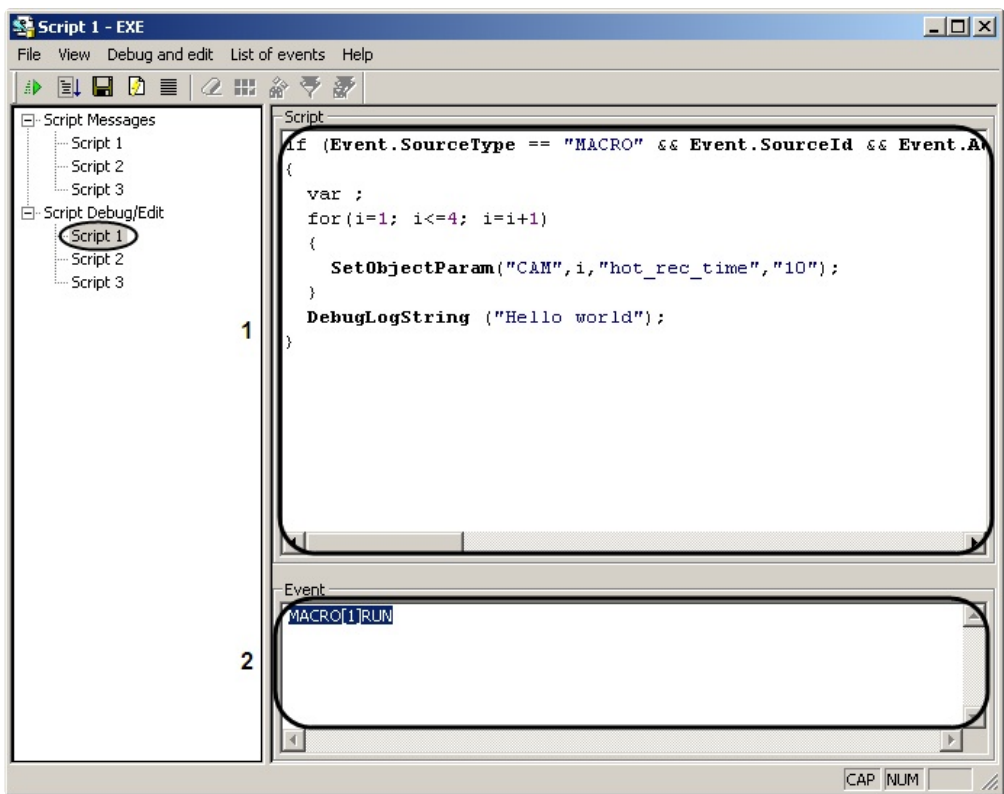 Script 1 - EXE
File View Debug and edit List of events Help
Script Messages
Script 1
Script 2
Script 3
Script Debug/Edit
Script 1
Script 2
Script 3
1
Script
if (Event.SourceType == "MACRO" && Event.SourceId && Event.A
{
var ;
for(i=1; i<=4; i=i+1)
{
SetObjectParam("CAM",i,"hot_rec_time","10");
}
DebugLogString ("Hello world");
}
2
Event
MACRO[1]RUN
CAP NUM